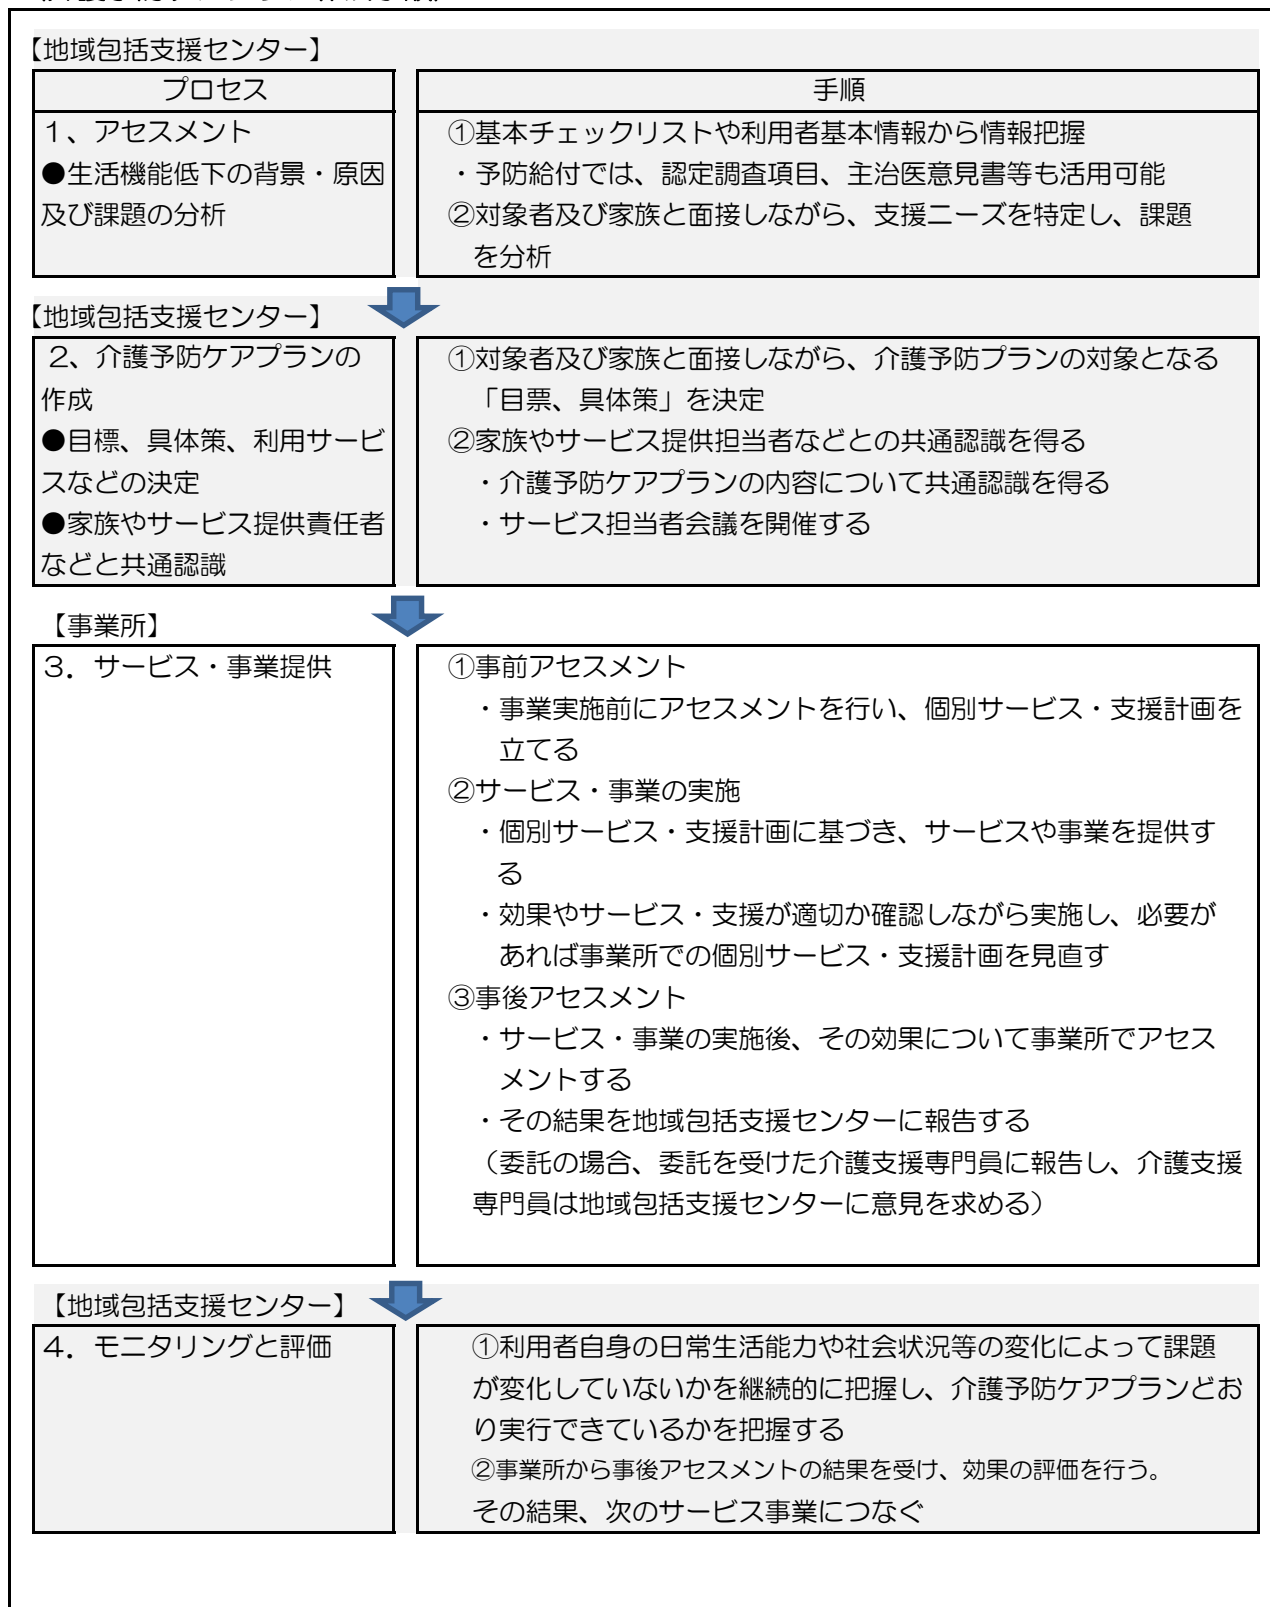 【地域包括支援センター】
プロセス
手順
１、アセスメント
●生活機能低下の背景・原因
及び課題の分析
①基本チェックリストや利用者基本情報から情報把握
・予防給付では、認定調査項目、主治医意見書等も活用可能
②対象者及び家族と面接しながら、支援ニーズを特定し、課題
を分析
【地域包括支援センター】
２、介護予防ケアプランの
作成
●目標、具体策、利用サービ
スなどの決定
●家族やサービス提供責任者
などと共通認識
①対象者及び家族と面接しながら、介護予防プランの対象となる
「目票、具体策」を決定
②家族やサービス提供担当者などとの共通認識を得る
・介護予防ケアプランの内容について共通認識を得る
・サービス担当者会議を開催する
【事業所】
３．サービス・事業提供
①事前アセスメント
・事業実施前にアセスメントを行い、個別サービス・支援計画を
立てる
②サービス・事業の実施
・個別サービス・支援計画に基づき、サービスや事業を提供す
る
・効果やサービス・支援が適切か確認しながら実施し、必要が
あれば事業所での個別サービス・支援計画を見直す
③事後アセスメント
・サービス・事業の実施後、その効果について事業所でアセス
メントする
・その結果を地域包括支援センターに報告する
（委託の場合、委託を受けた介護支援専門員に報告し、介護支援
専門員は地域包括支援センターに意見を求める）
【地域包括支援センター】
４．モニタリングと評価
①利用者自身の日常生活能力や社会状況等の変化によって課題
が変化していないかを継続的に把握し、介護予防ケアプランどお
り実行できているかを把握する
②事業所から事後アセスメントの結果を受け、効果の評価を行う。
その結果、次のサービス事業につなぐ